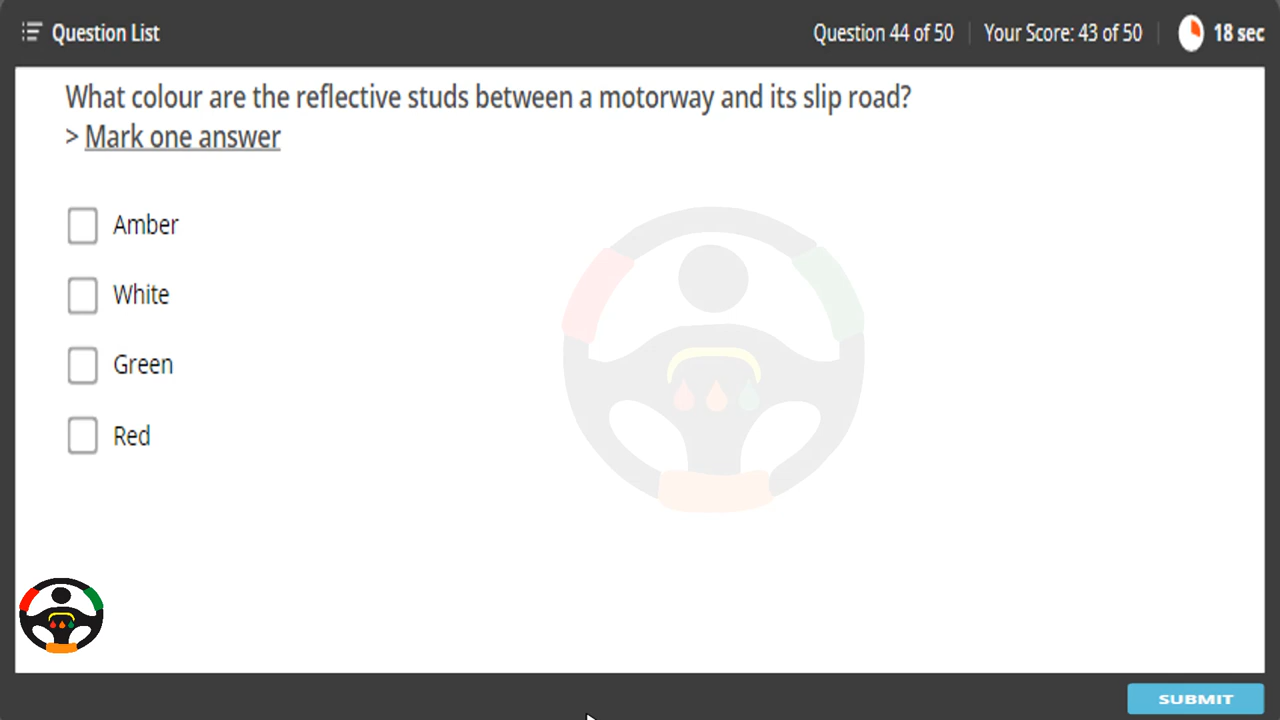 Question List
Question 44 of 50
Your Score: 43 of 50
18 sec
What colour are the reflective studs between a motorway and its slip road?
> Mark one answer
Amber
White
Green
Red
SUBMIT